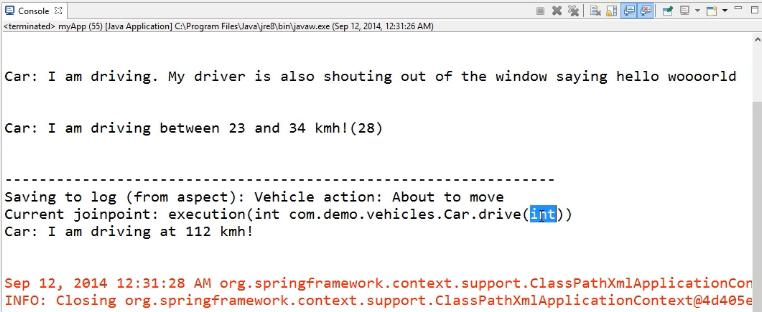 Console
<terminated> myApp (55) [Java Application] C:\Program Files\Java\jre8\bin\javaw.exe (Sep 12, 2014, 12:31:26 AM)
Car: I am driving. My driver is also shouting out of the window saying hello woooorld
Car: I am driving between 23 and 34 kmh!(28)
----------------------------------------------------------------
Saving to log (from aspect): Vehicle action: About to move
Current joinpoint: execution(int com.demo.vehicles.Car.drive(int))
Car: I am driving at 112 kmh!
Sep 12, 2014 12:31:28 AM org.springframework.context.support.ClassPathXmlApplicationCon
INFO: Closing org.springframework.context.support.ClassPathXmlApplicationContext@4d405e